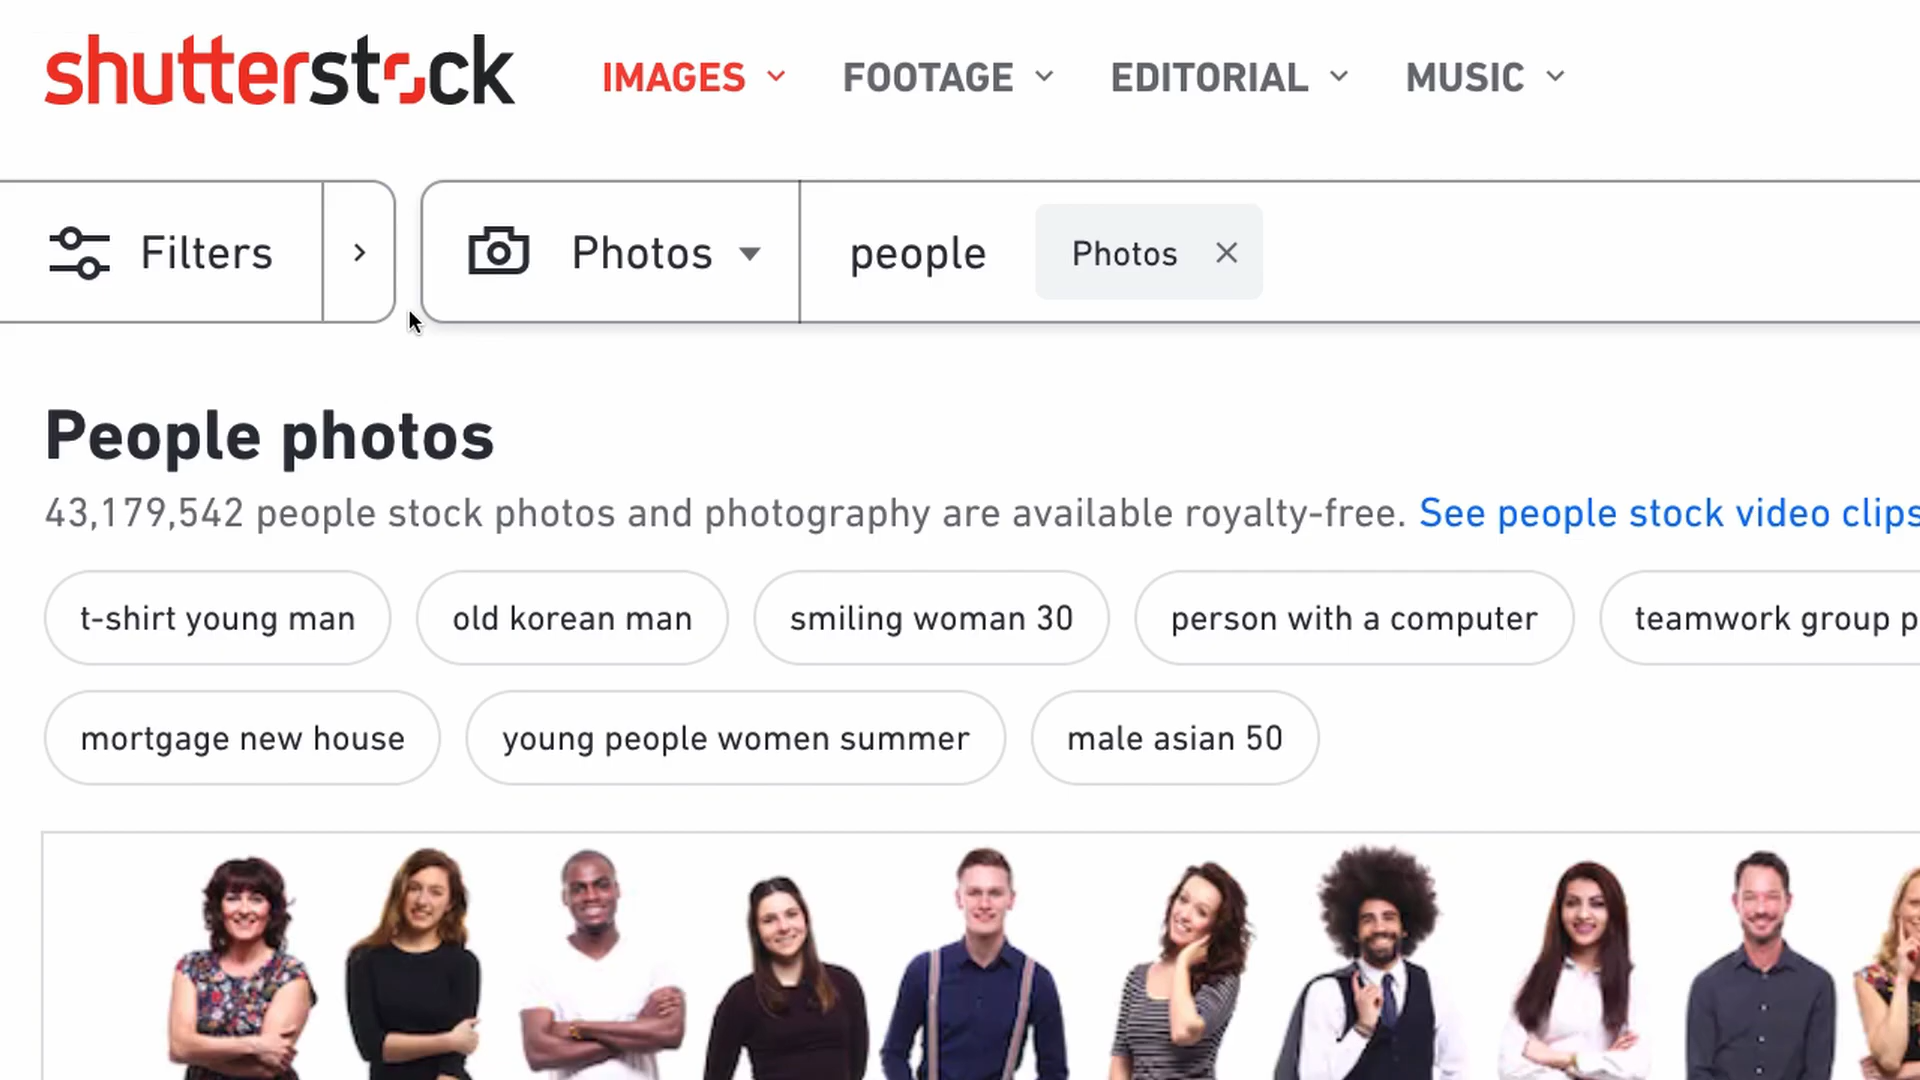 shutterstock IMAGES FOOTAGE EDITORIAL MUSIC
Filters Photos people Photos
People photos
43,179,542 people stock photos and photography are available royalty-free. See people stock video clips
t-shirt young man old korean man smiling woman 30 person with a computer teamwork group p
mortgage new house young people women summer male asian 50